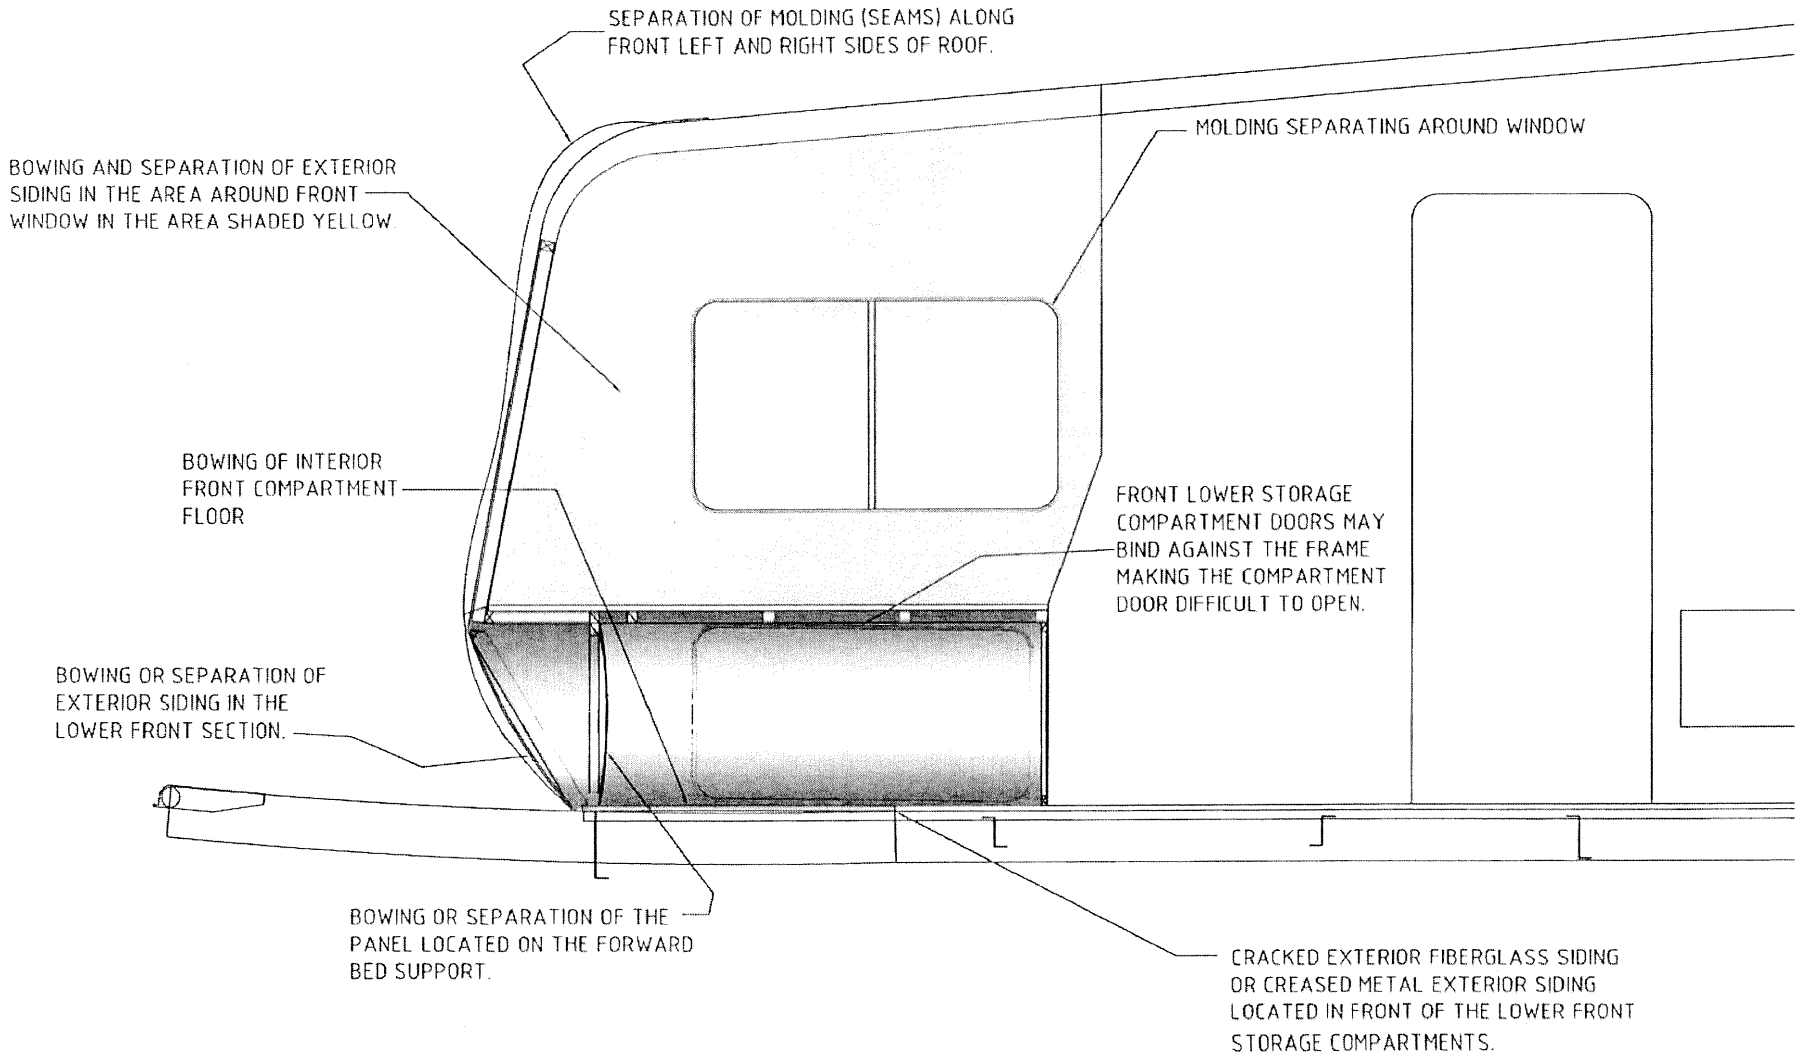 SEPARATION OF MOLDING (SEAMS) ALONG
FRONT LEFT AND RIGHT SIDES OF ROOF.
MOLDING SEPARATING AROUND WINDOW
BOWING AND SEPARATION OF EXTERIOR
SIDING IN THE AREA AROUND FRONT
WINDOW IN THE AREA SHADED YELLOW.
BOWING OF INTERIOR
FRONT COMPARTMENT
FLOOR
FRONT LOWER STORAGE
COMPARTMENT DOORS MAY
BIND AGAINST THE FRAME
MAKING THE COMPARTMENT
DOOR DIFFICULT TO OPEN.
BOWING OR SEPARATION OF
EXTERIOR SIDING IN THE
LOWER FRONT SECTION.
BOWING OR SEPARATION OF THE
PANEL LOCATED ON THE FORWARD
BED SUPPORT.
CRACKED EXTERIOR FIBERGLASS SIDING
OR CREASED METAL EXTERIOR SIDING
LOCATED IN FRONT OF THE LOWER FRONT
STORAGE COMPARTMENTS.